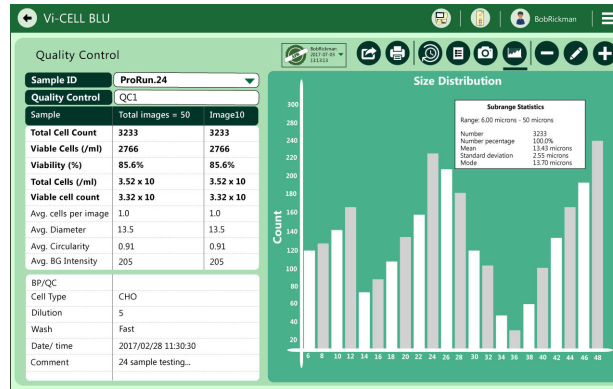 Vi-CELL BLU
BobRickman
Quality Control
BobRickman
2017-07-03
13:13:13
Sample ID ProRun.24
Quality Control QC1
Sample Total images = 50 Image10
Total Cell Count 3233 3233
Viable Cells (/ml) 2766 2766
Viability (%) 85.6% 85.6%
Total Cells (/ml) 3.52 x 10 3.52 x 10
Viable cell count 3.32 x 10 3.32 x 10
Avg. cells per image 1.0 1.0
Avg. Diameter 13.5 13.5
Avg. Circularity 0.91 0.91
Avg. BG Intensity 205 205
BP/QC
Cell Type CHO
Dilution 5
Wash Fast
Date/ time 2017/02/28 11:30:30
Comment 24 sample testing...
Size Distribution
Subrange Statistics
Range: 6.00 microns - 50 microns
Number 3233
Number pecentage 100.0%
Mean 13.43 microns
Standard deviation 2.55 microns
Mode 13.70 microns
Count
300
280
260
240
220
200
180
160
140
120
100
80
60
40
20
6 8 10 12 14 16 18 20 22 24 26 28 30 32 34 36 38 40 42 44 46 48